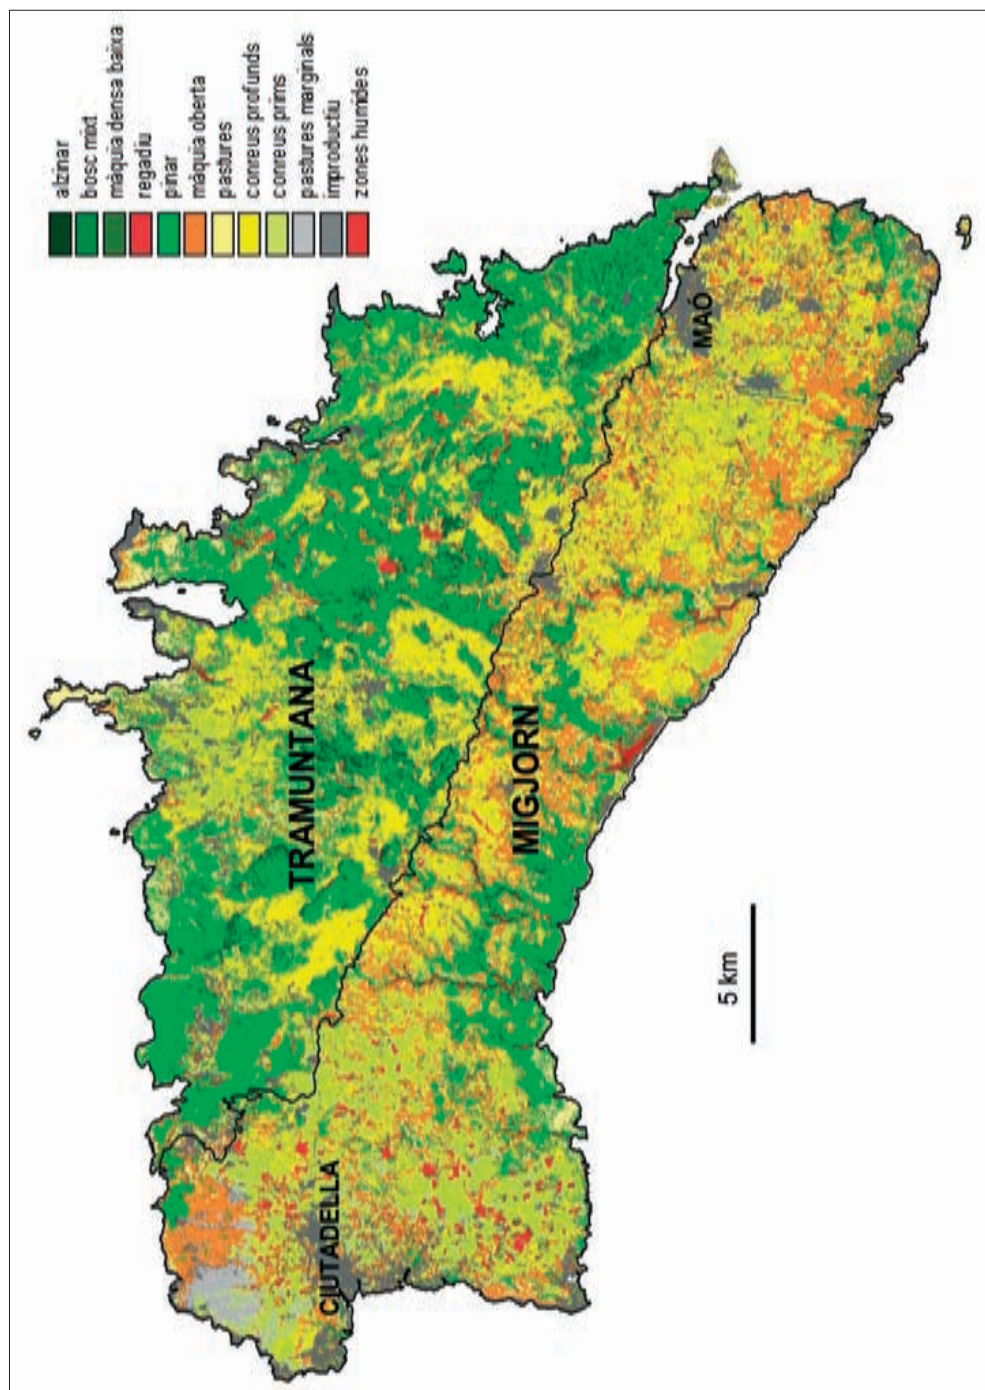 alzinar
bosc mixt
màquia densa baixa
regadiu
pinar
màquia oberta
pastures
conreus profunds
conreus prims
pastures marginals
improductiu
zones humides
TRAMUNTANA
MIGJORN
MAÓ
CIUTADELLA
5 km